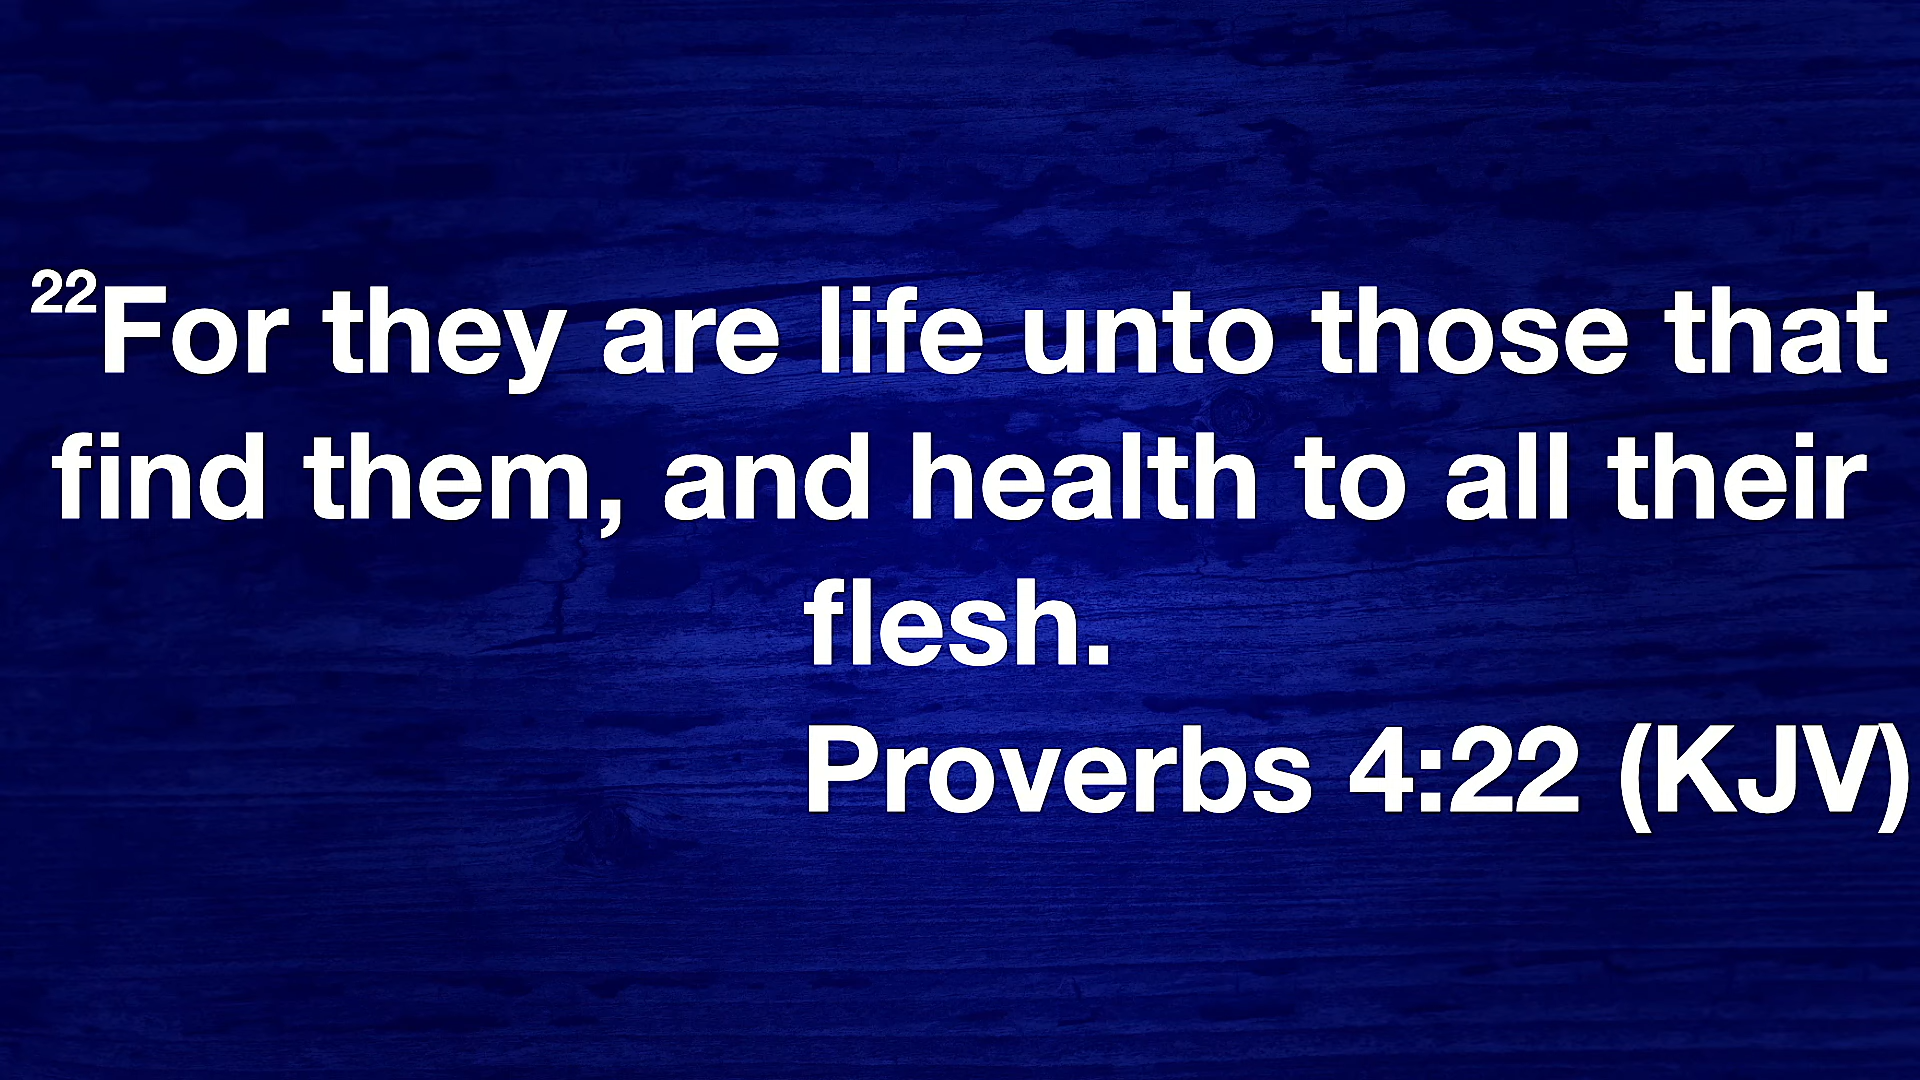 22For they are life unto those that
find them, and health to all their
flesh.
Proverbs 4:22 (KJV)